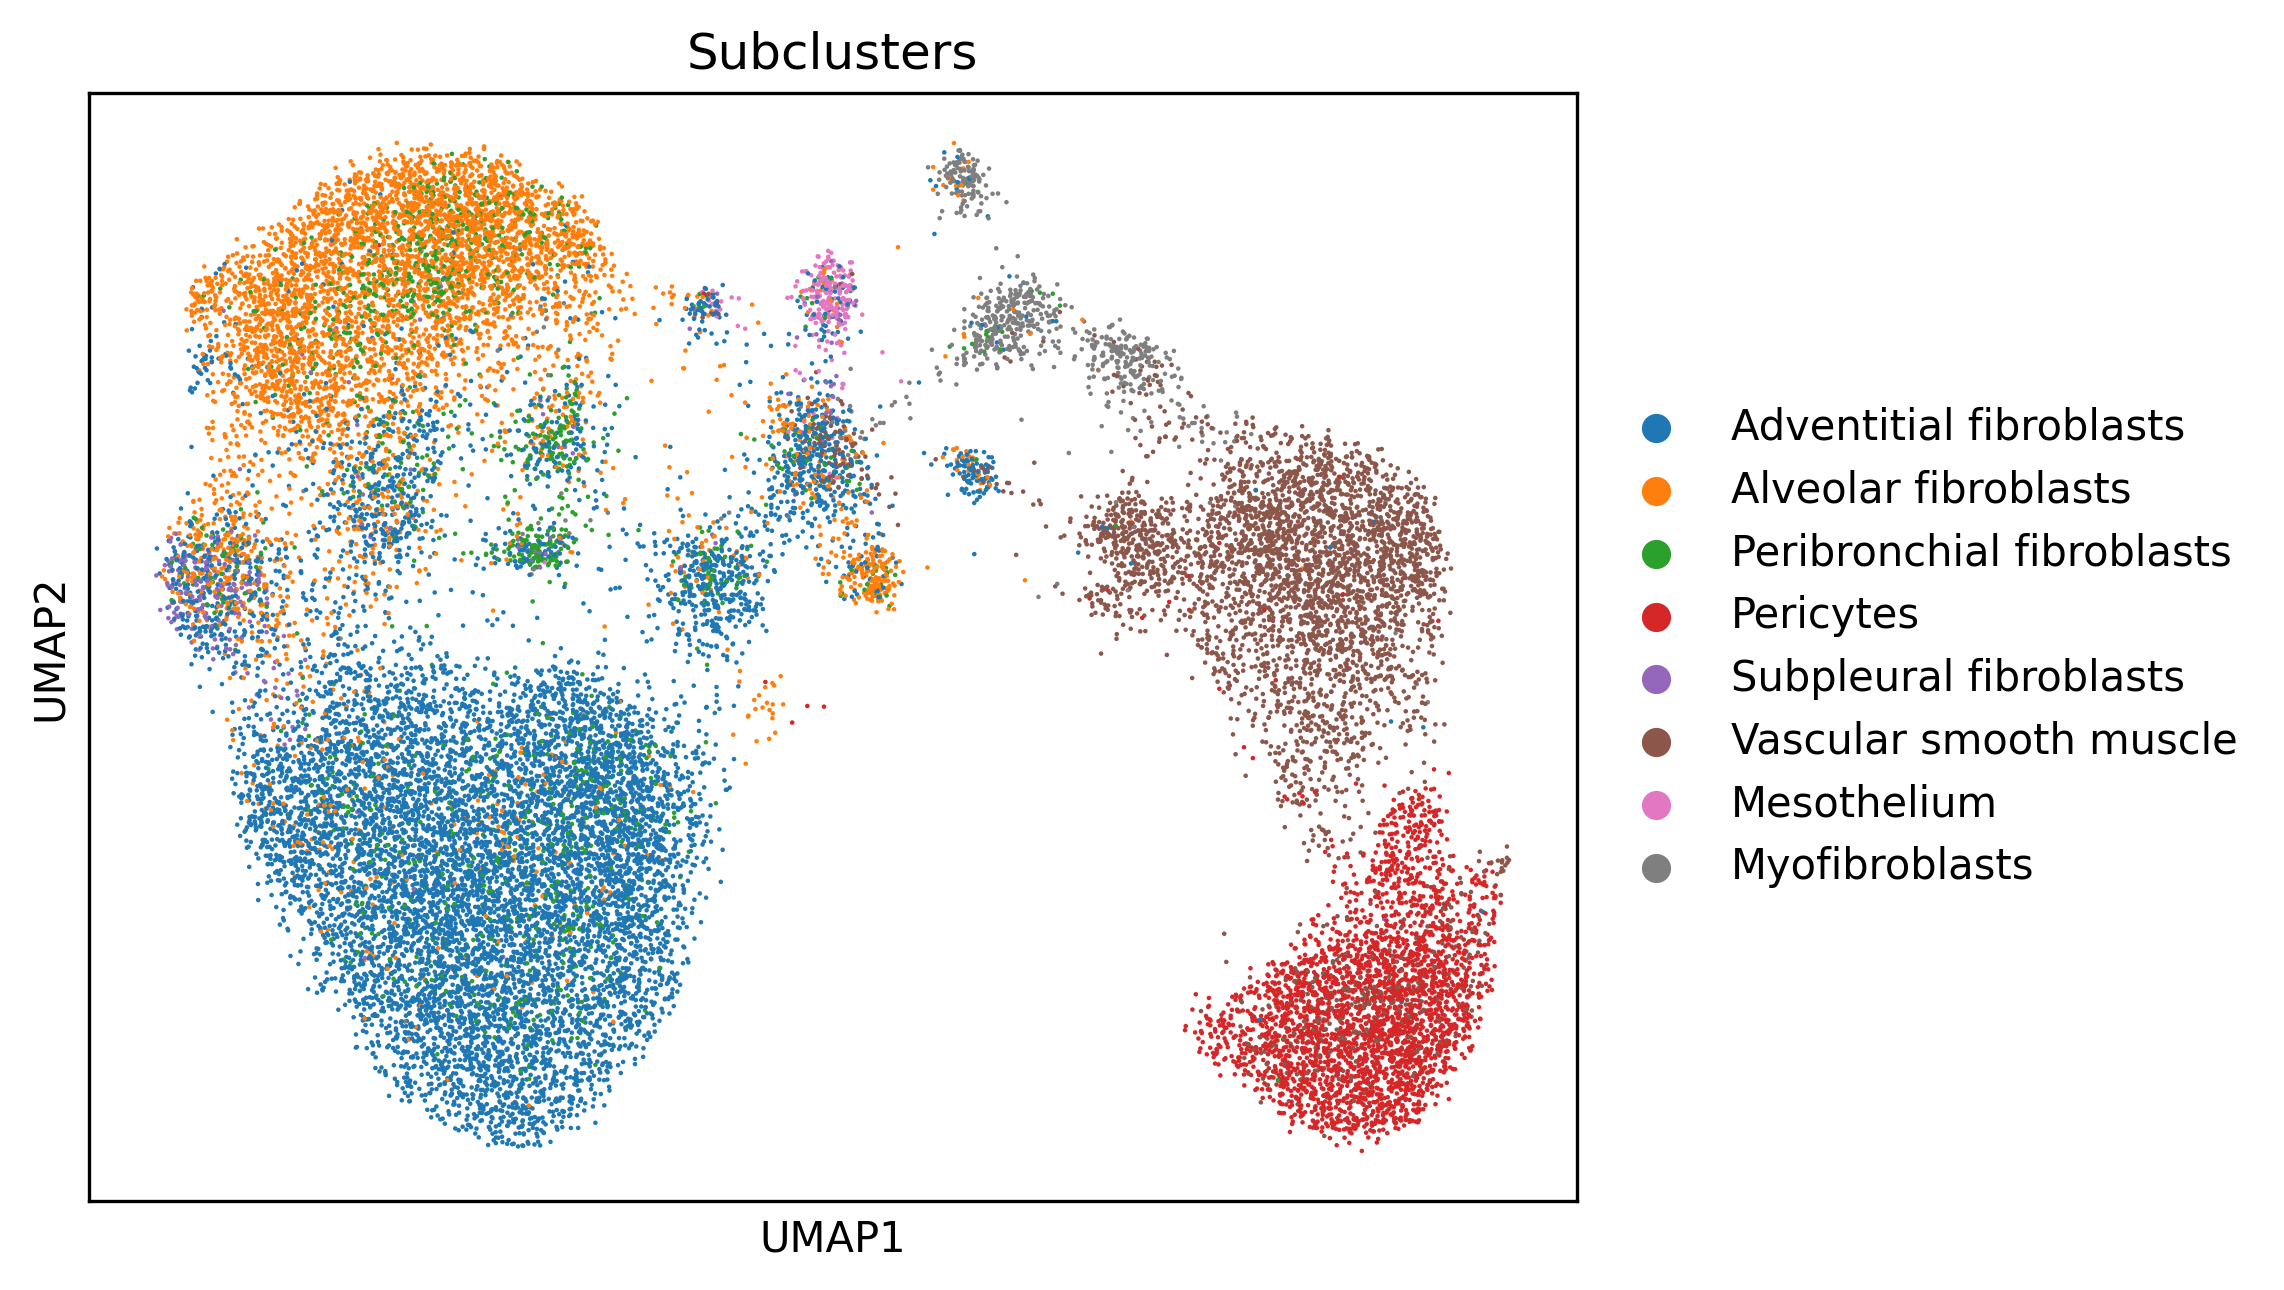 Subclusters
UMAP2
UMAP1
Adventitial fibroblasts
Alveolar fibroblasts
Peribronchial fibroblasts
Pericytes
Subpleural fibroblasts
Vascular smooth muscle
Mesothelium
Myofibroblasts